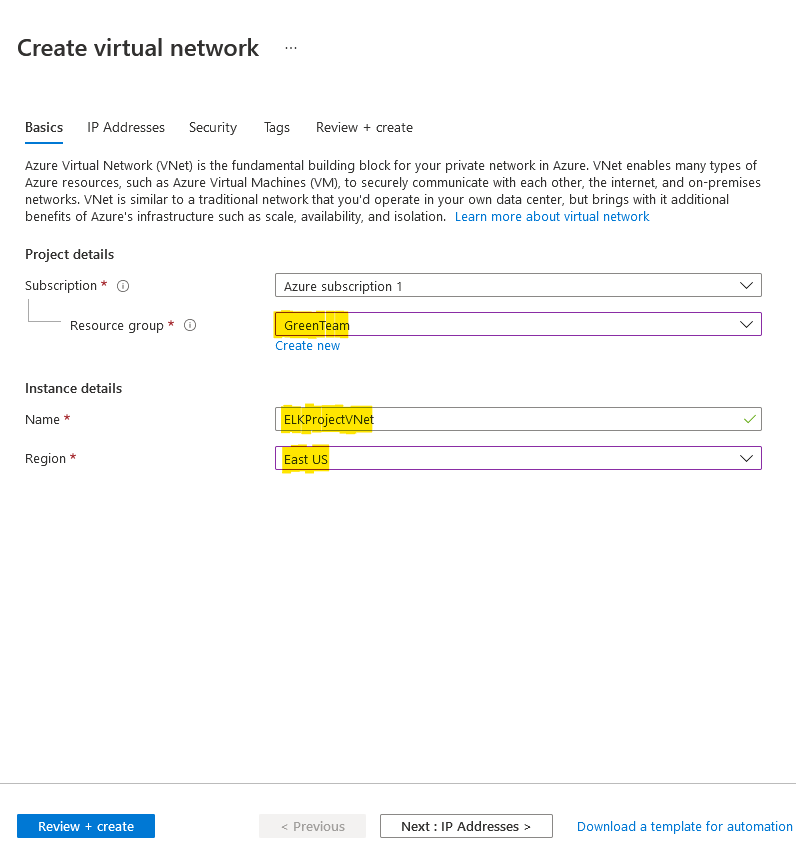 Create virtual network ...
Basics IP Addresses Security Tags Review + create
Azure Virtual Network (VNet) is the fundamental building block for your private network in Azure. VNet enables many types of
Azure resources, such as Azure Virtual Machines (VM), to securely communicate with each other, the internet, and on-premises
networks. VNet is similar to a traditional network that you'd operate in your own data center, but brings with it additional
benefits of Azure's infrastructure such as scale, availability, and isolation. Learn more about virtual network
Project details
Subscription * Azure subscription 1
Resource group * GreenTeam
Create new
Instance details
Name * ELKProjectVNet
Region * East US
Review + create < Previous Next : IP Addresses > Download a template for automation